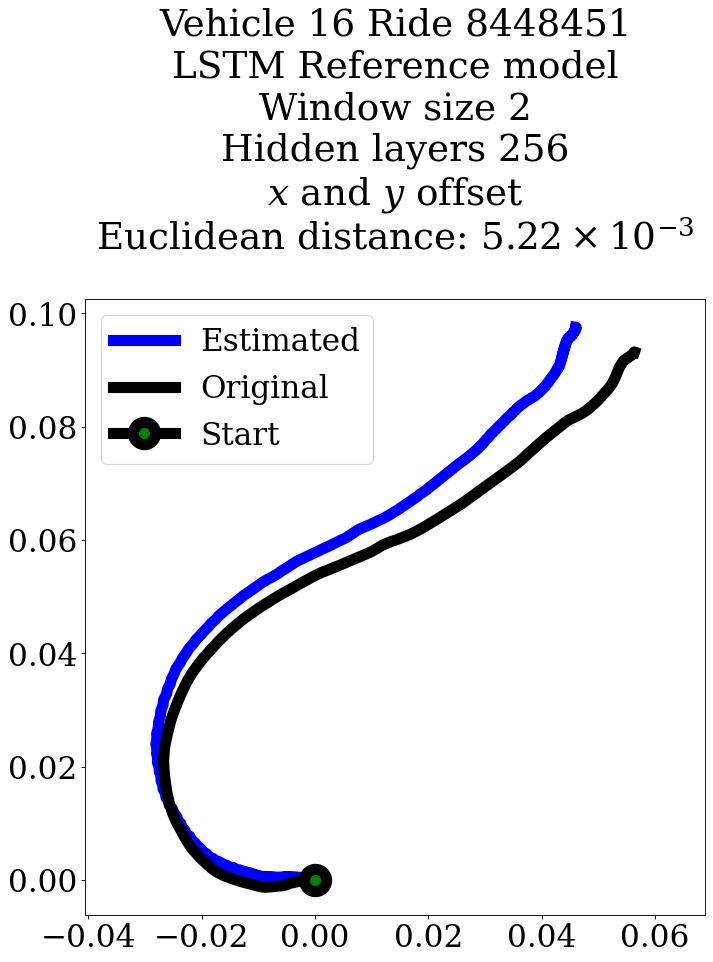 Vehicle 16 Ride 8448451
LSTM Reference model
Window size 2
Hidden layers 256
x and y offset
Euclidean distance: 5.22 × 10⁻³
0.10
0.08
0.06
0.04
0.02
0.00
Estimated
Original
Start
−0.04 −0.02 0.00 0.02 0.04 0.06